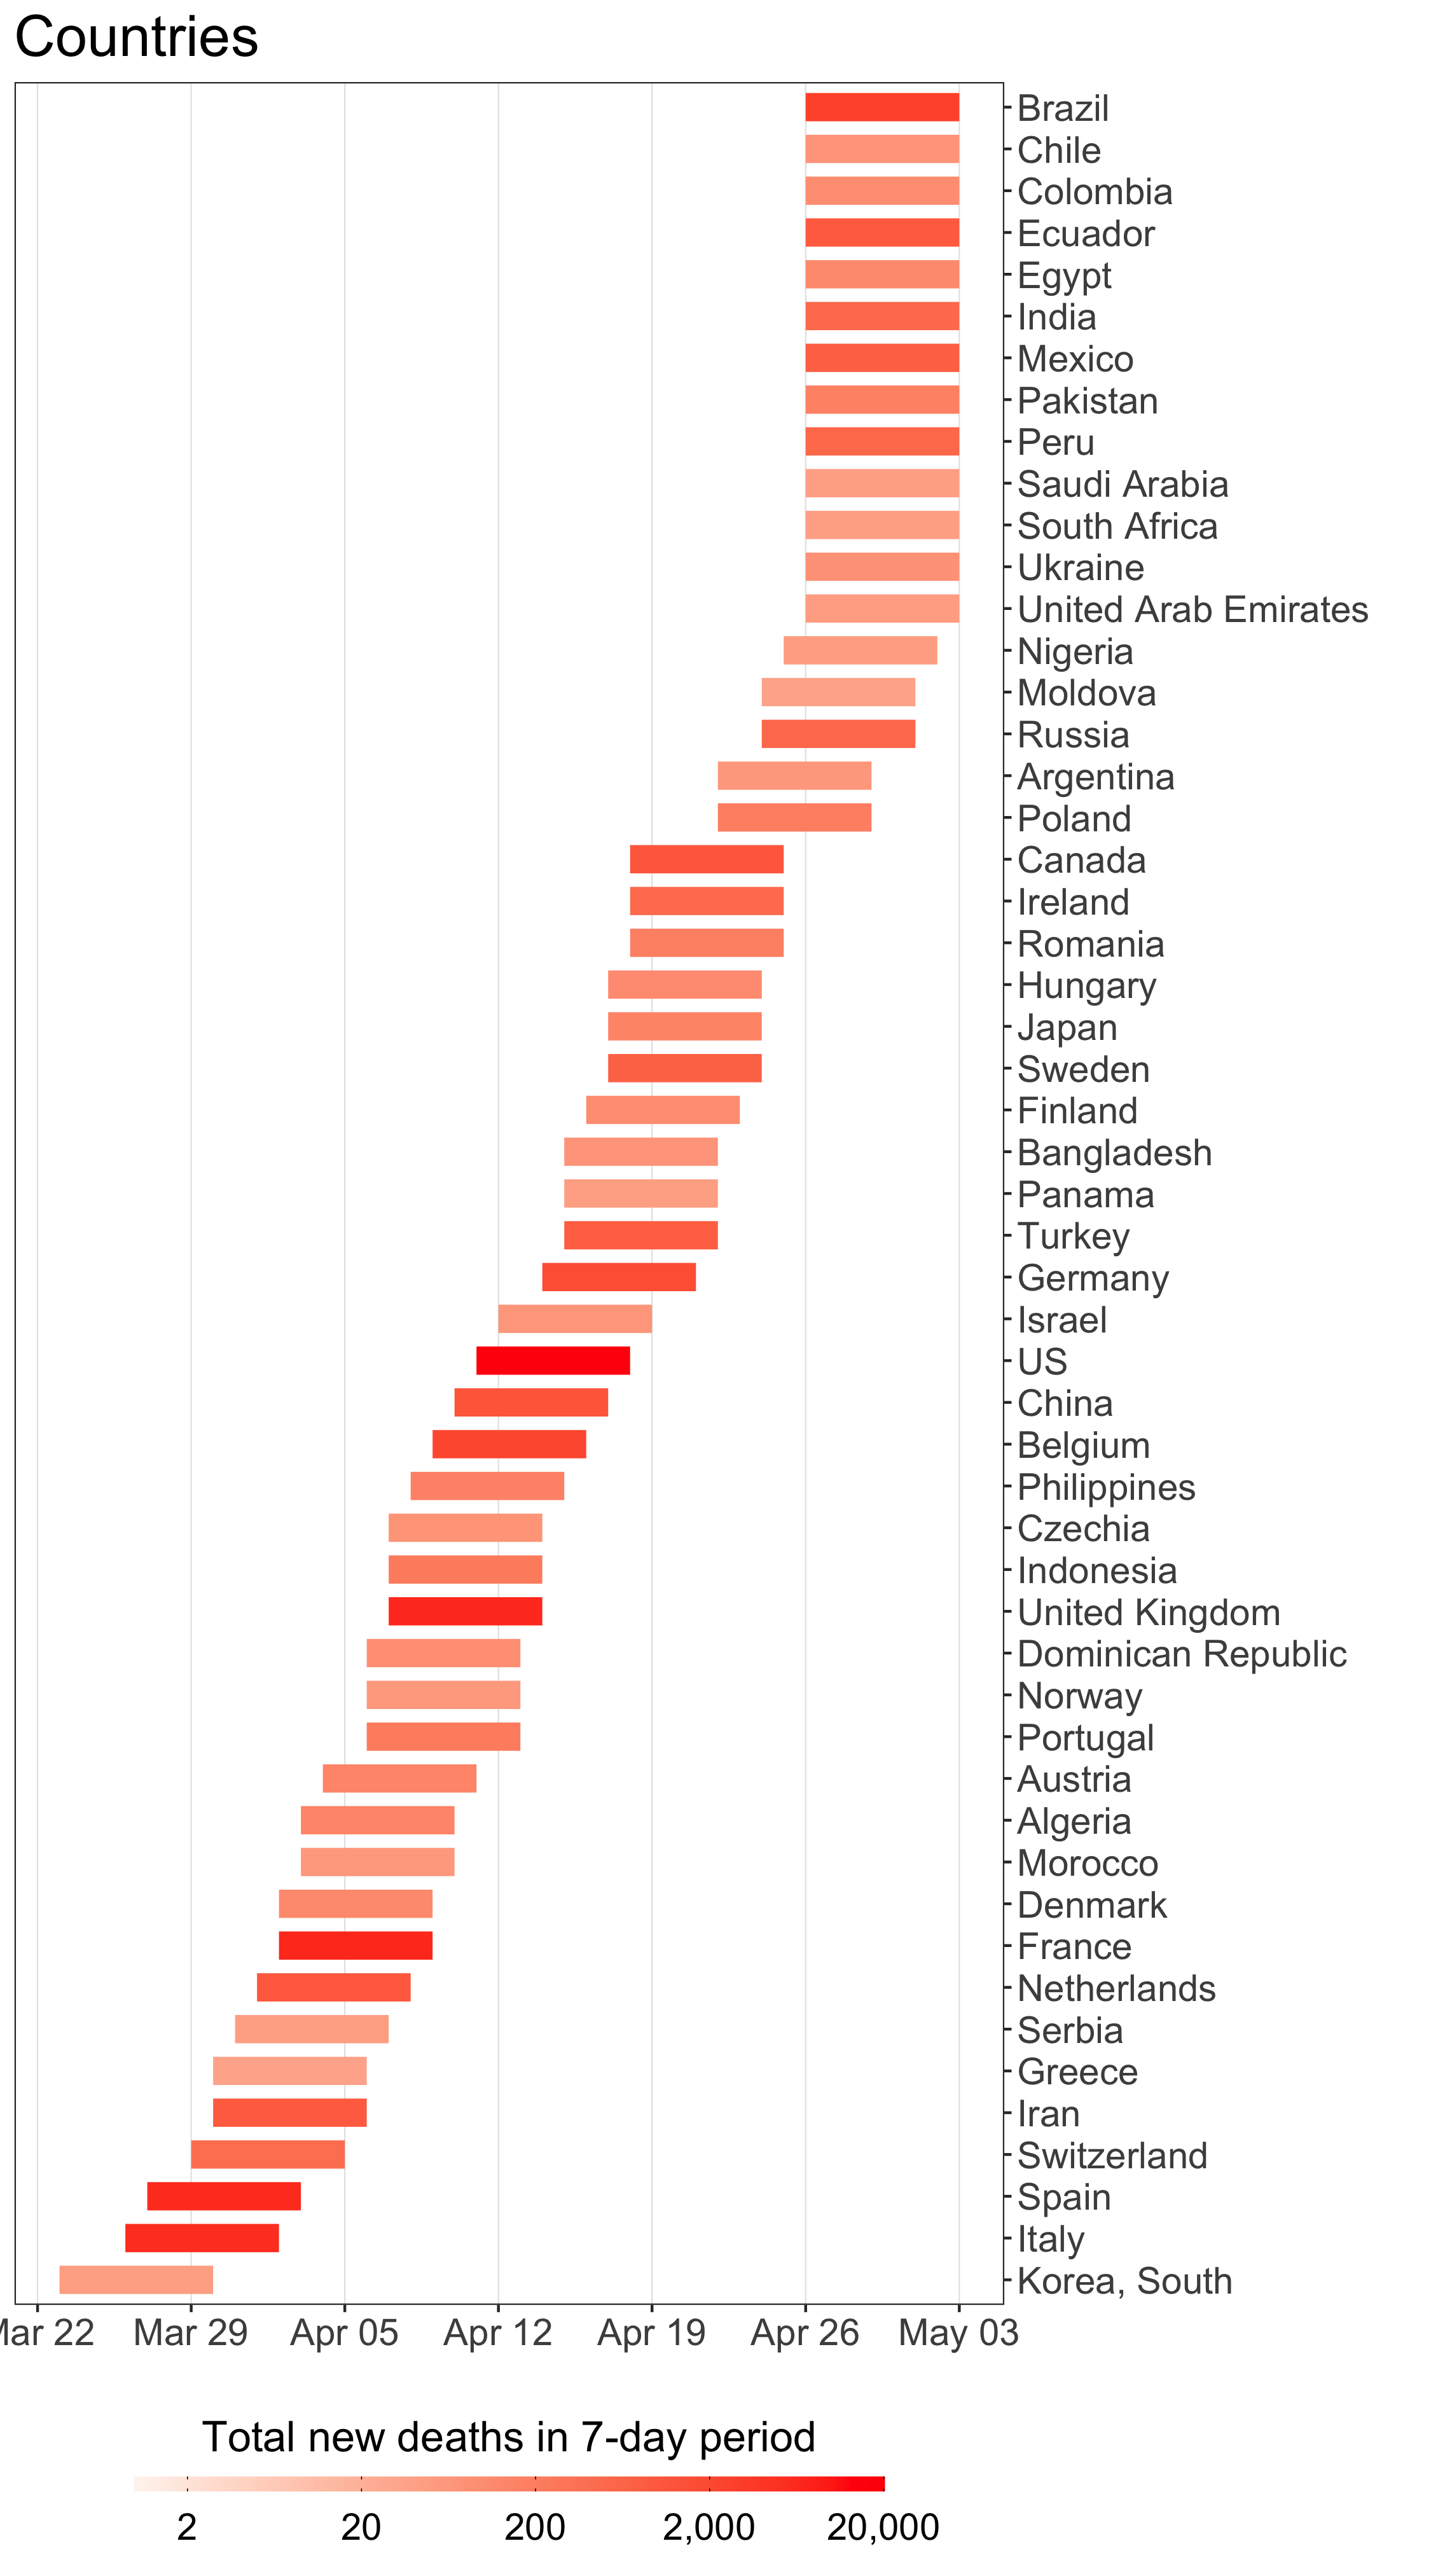 Countries
Brazil
Chile
Colombia
Ecuador
Egypt
India
Mexico
Pakistan
Peru
Saudi Arabia
South Africa
Ukraine
United Arab Emirates
Nigeria
Moldova
Russia
Argentina
Poland
Canada
Ireland
Romania
Hungary
Japan
Sweden
Finland
Bangladesh
Panama
Turkey
Germany
Israel
US
China
Belgium
Philippines
Czechia
Indonesia
United Kingdom
Dominican Republic
Norway
Portugal
Austria
Algeria
Morocco
Denmark
France
Netherlands
Serbia
Greece
Iran
Switzerland
Spain
Italy
Korea, South
Mar 22 Mar 29 Apr 05 Apr 12 Apr 19 Apr 26 May 03
Total new deaths in 7-day period
2 20 200 2,000 20,000